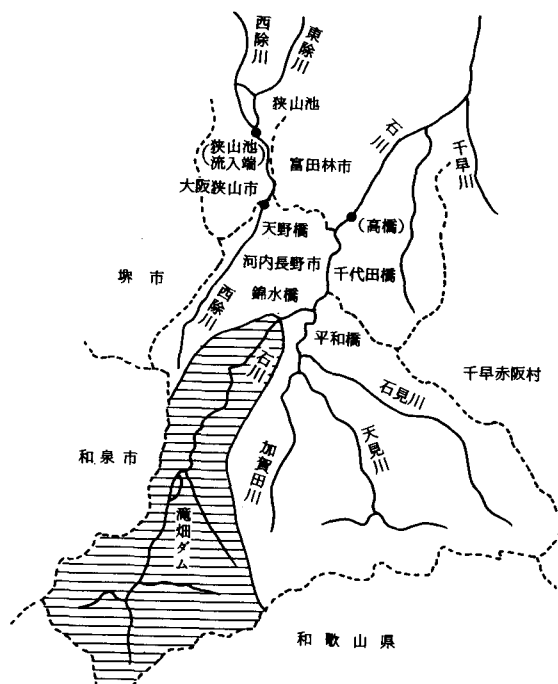 西除川
東除川
狭山池
石川
千早川
(狭山池
流入端)
富田林市
大阪狭山市
天野橋
(高橋)
河内長野市
千代田橋
堺市
西除川
錦水橋
平和橋
石川
石見川
千早赤阪村
和泉市
加賀田川
天見川
滝畑ダム
和歌山県